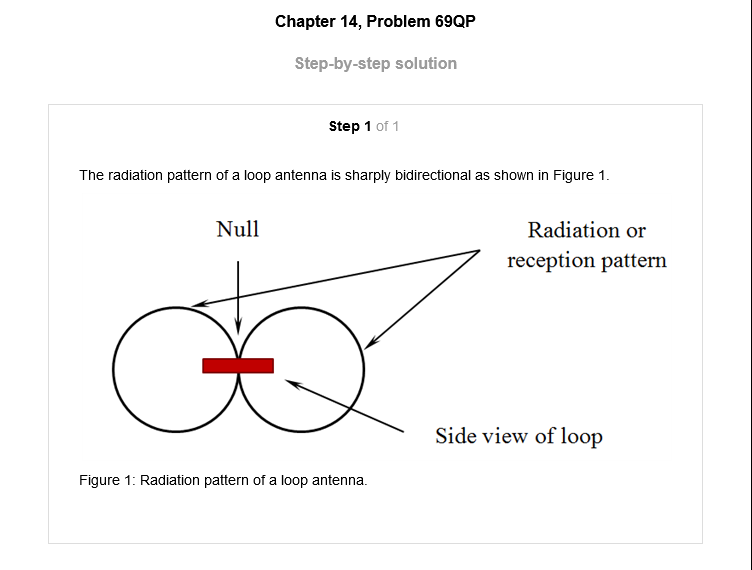 Chapter 14, Problem 69QP
Step-by-step solution
Step 1 of 1
The radiation pattern of a loop antenna is sharply bidirectional as shown in Figure 1.
Null
Radiation or
reception pattern
Side view of loop
Figure 1: Radiation pattern of a loop antenna.